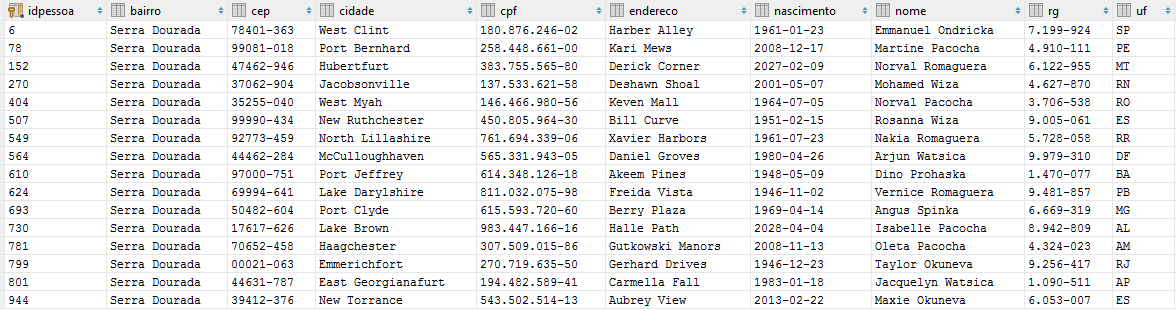 idpessoa bairro cep cidade cpf endereco nascimento nome rg uf
6 Serra Dourada 78401-363 West Clint 180.876.246-02 Harber Alley 1961-01-23 Emmanuel Ondricka 7.199-924 SP
78 Serra Dourada 99081-018 Port Bernhard 258.448.661-00 Kari Mews 2008-12-17 Martine Pacocha 4.910-111 PE
152 Serra Dourada 47462-946 Hubertfurt 383.755.565-80 Derick Corner 2027-02-09 Norval Romaguera 6.122-955 MT
270 Serra Dourada 37062-904 Jacobsonville 137.533.621-58 Deshawn Shoal 2001-05-07 Mohamed Wiza 4.627-870 RN
404 Serra Dourada 35255-040 West Myah 146.466.980-56 Keven Mall 1964-07-05 Norval Pacocha 3.706-538 RO
507 Serra Dourada 99990-434 New Ruthchester 450.805.964-30 Bill Curve 1951-02-15 Rosanna Wiza 9.005-061 ES
549 Serra Dourada 92773-459 North Lillashire 761.694.339-06 Xavier Harbors 1961-07-23 Nakia Romaguera 5.728-058 RR
564 Serra Dourada 44462-284 McCulloughhaven 565.331.943-05 Daniel Groves 1980-04-26 Arjun Watsica 9.979-310 DF
610 Serra Dourada 97000-751 Port Jeffrey 614.348.126-18 Akeem Pines 1948-05-09 Dino Prohaska 1.470-077 BA
624 Serra Dourada 69994-641 Lake Darylshire 811.032.075-98 Freida Vista 1946-11-02 Vernice Romaguera 9.481-857 PB
693 Serra Dourada 50482-604 Port Clyde 615.593.720-60 Berry Plaza 1969-04-14 Angus Spinka 6.669-319 MG
730 Serra Dourada 17617-626 Lake Brown 983.447.166-16 Halle Path 2028-04-04 Isabelle Pacocha 8.942-809 AL
781 Serra Dourada 70652-458 Haagchester 307.509.015-86 Gutkowski Manors 2008-11-13 Oleta Pacocha 4.324-023 AM
799 Serra Dourada 00021-063 Emmerichfort 270.719.635-50 Gerhard Drives 1946-12-23 Taylor Okuneva 9.256-417 RJ
801 Serra Dourada 44631-787 East Georgianafurt 194.482.589-41 Carmella Fall 1983-01-18 Jacquelyn Watsica 1.090-511 AP
944 Serra Dourada 39412-376 New Torrance 543.502.514-13 Aubrey View 2013-02-22 Maxie Okuneva 6.053-007 ES